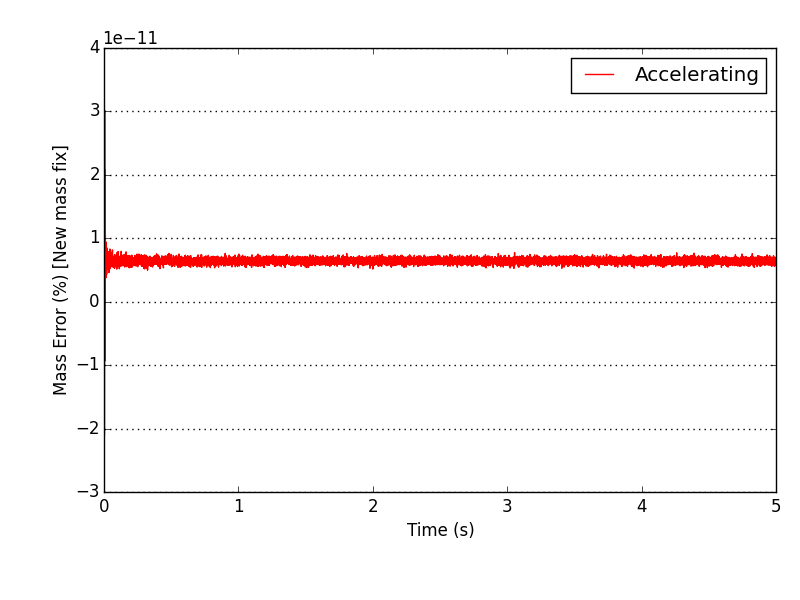 1e−11
Accelerating
4
3
2
1
0
−1
−2
−3
Mass Error (%) [New mass fix]
0 1 2 3 4 5
Time (s)